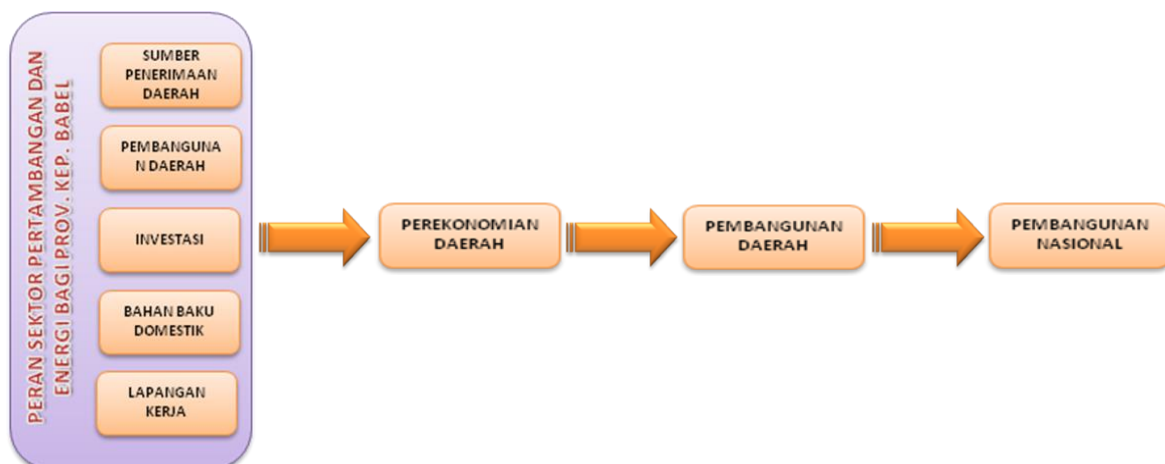 PERAN SEKTOR PERTAMBANGAN DAN
ENERGI BAGI PROV. KEP. BABEL
SUMBER
PENERIMAAN
DAERAH
PEMBANGUNA
N DAERAH
INVESTASI
BAHAN BAKU
DOMESTIK
LAPANGAN
KERJA
PEREKONOMIAN
DAERAH
PEMBANGUNAN
DAERAH
PEMBANGUNAN
NASIONAL